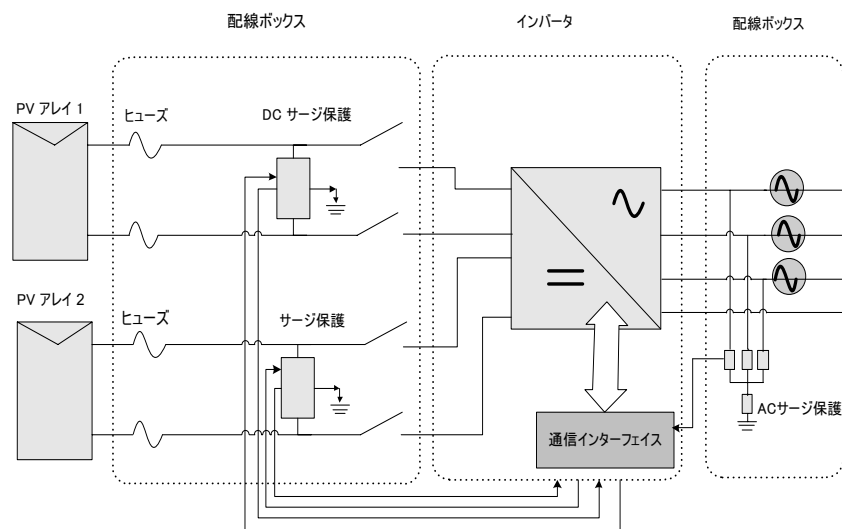 配線ボックス
インバータ
配線ボックス
PV アレイ 1
ヒューズ
DC サージ保護
PV アレイ 2
ヒューズ
サージ保護
ACサージ保護
通信インターフェイス